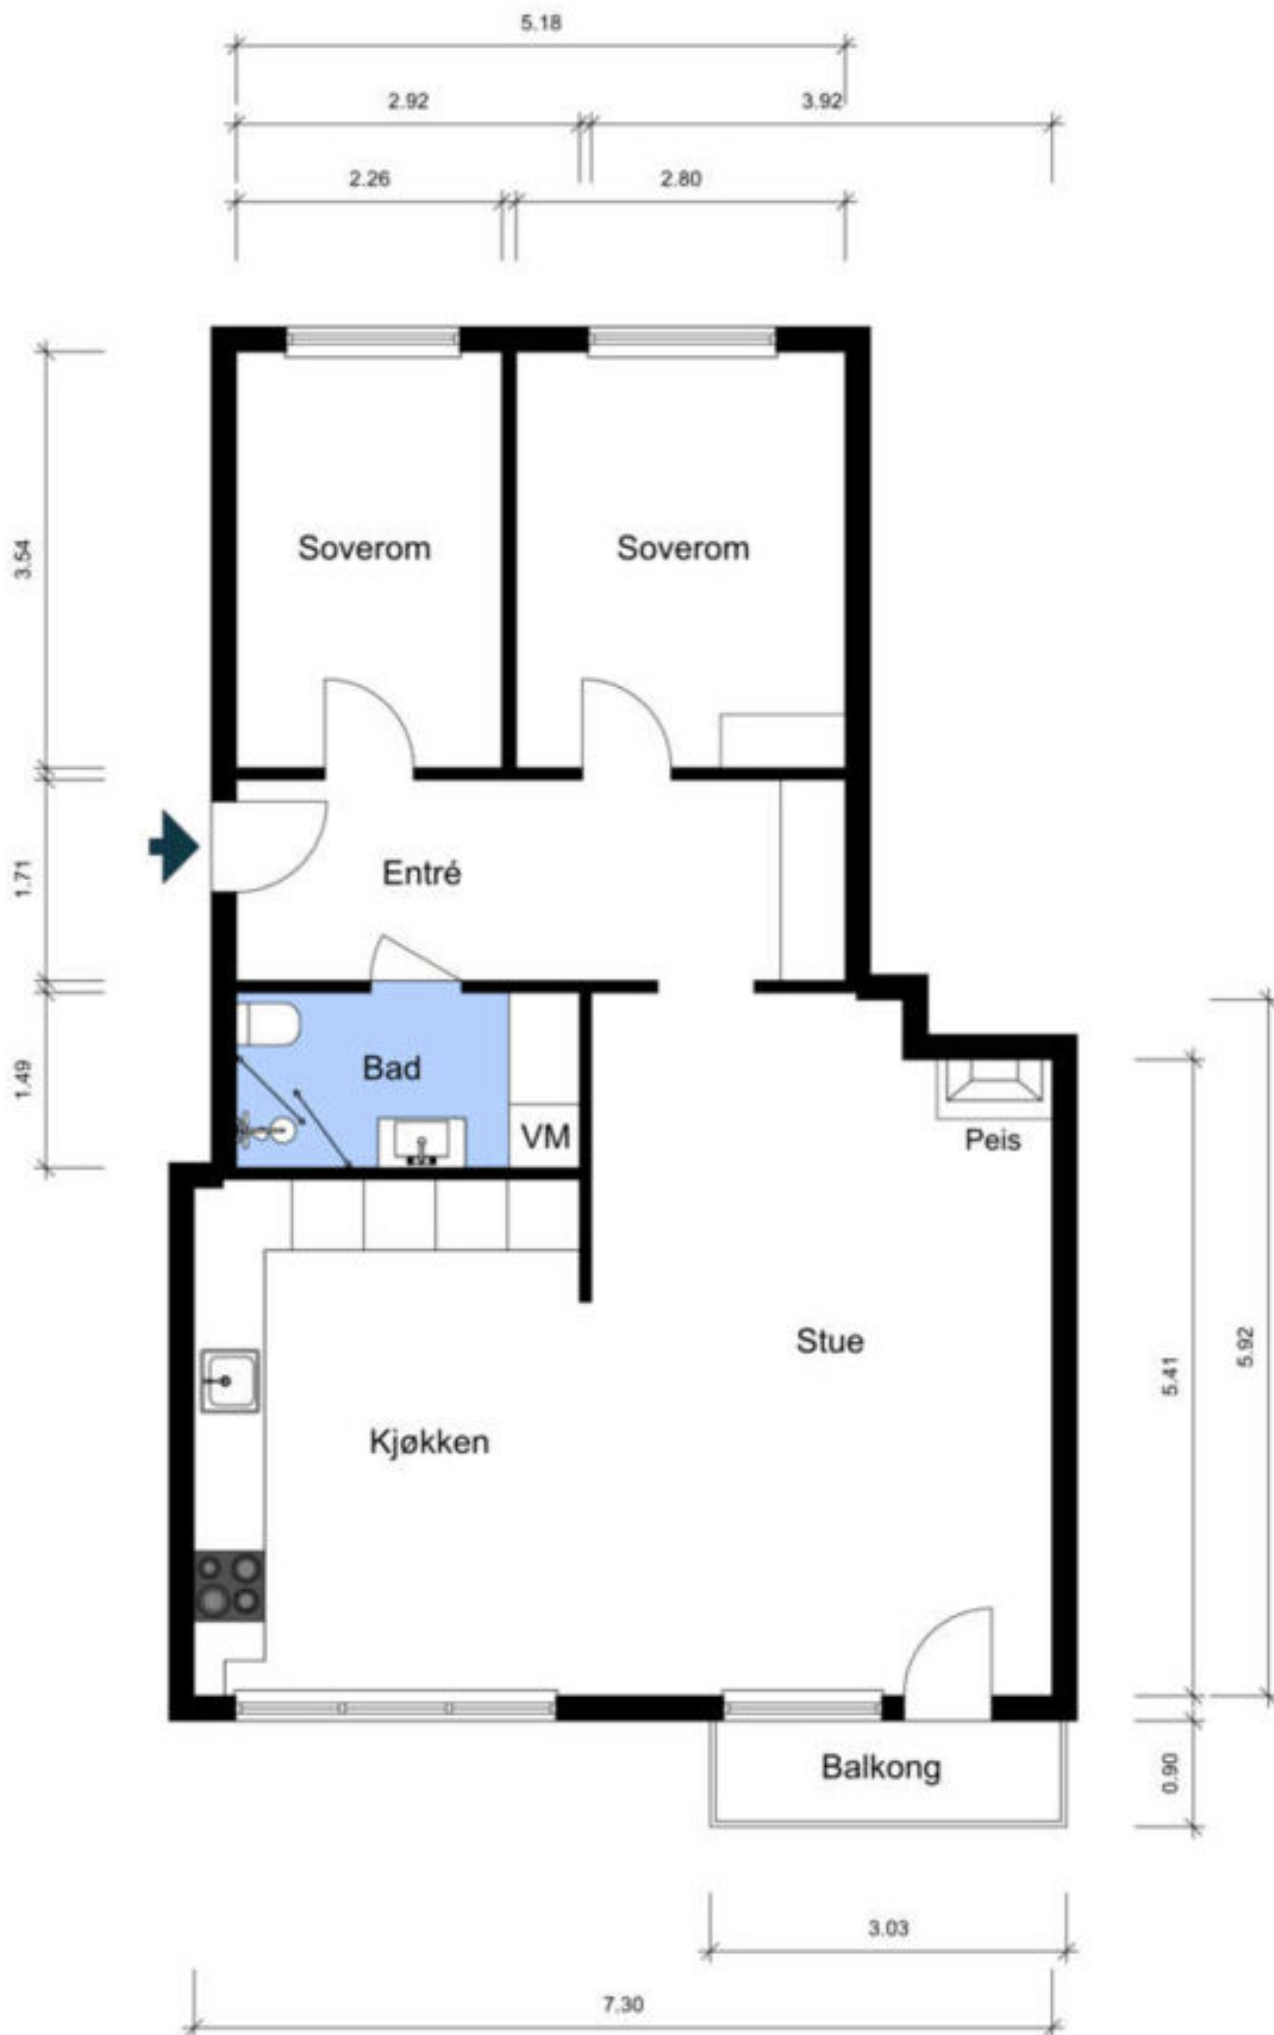 5.18
2.92
3.92
2.26
2.80
3.54
Soverom
Soverom
1.71
Entré
1.49
Bad
VM
Peis
Stue
5.41
5.92
Kjøkken
Balkong
0.90
3.03
7.30